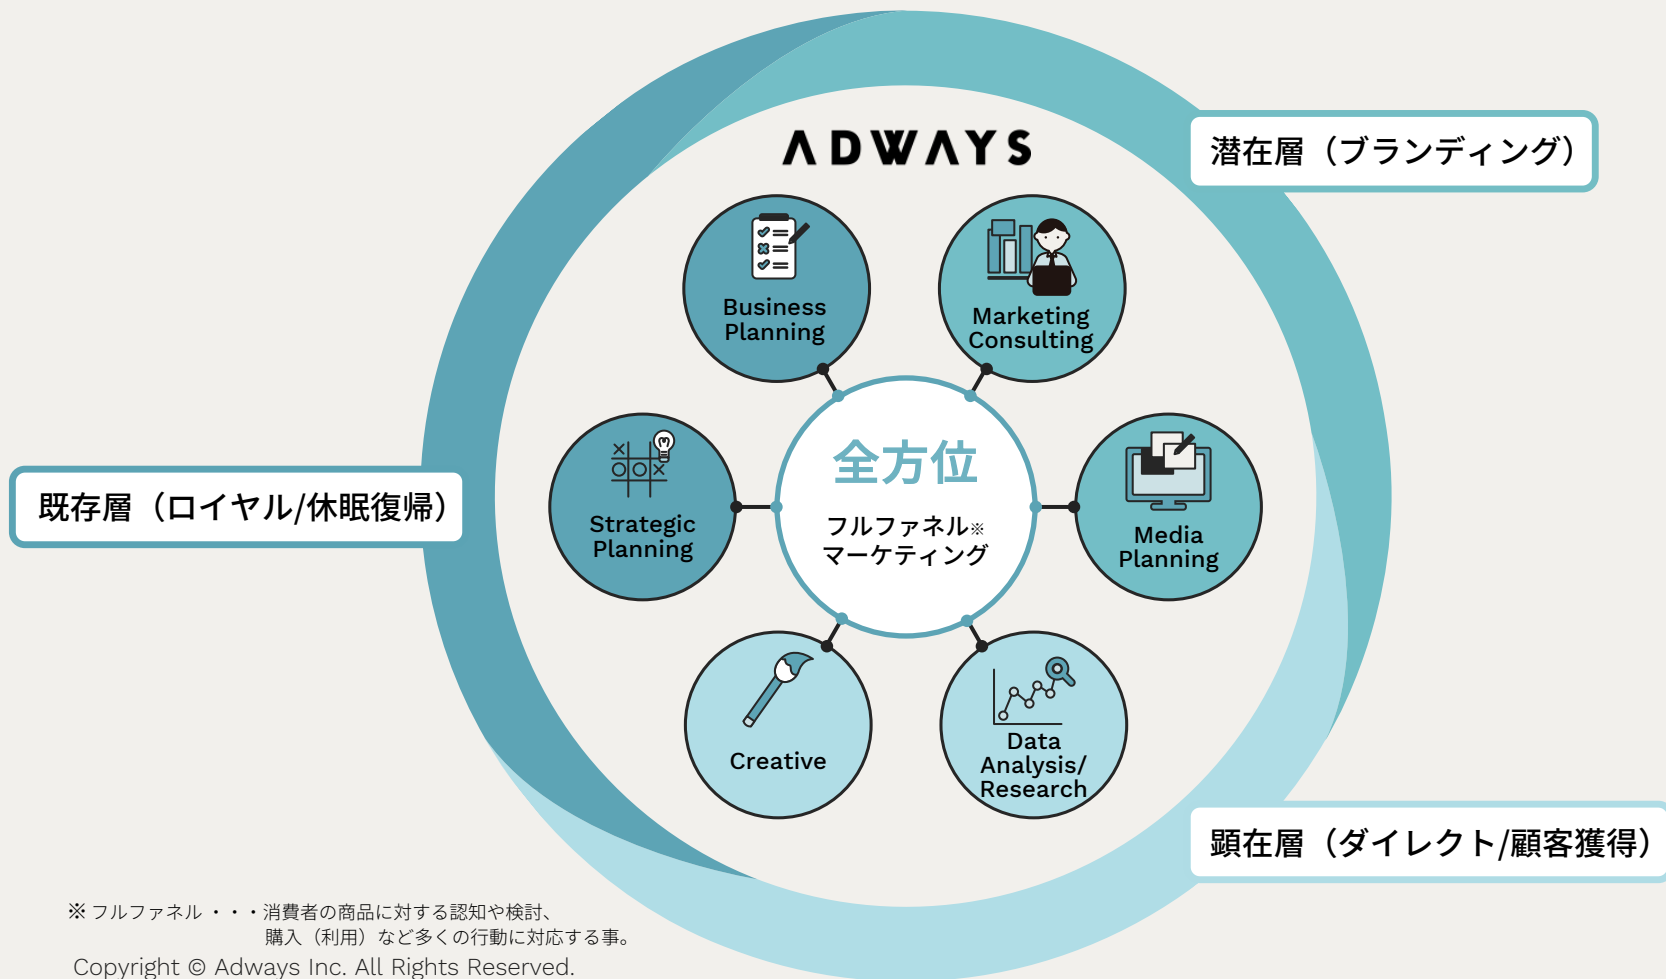 ADWAYS
潜在層（ブランディング）
Business
Planning
Marketing
Consulting
全方位
フルファネル※
マーケティング
既存層（ロイヤル/休眠復帰）
Strategic
Planning
Media
Planning
Creative
Data
Analysis/
Research
顕在層（ダイレクト/顧客獲得）
※ フルファネル ・・・消費者の商品に対する認知や検討、
購入（利用）など多くの行動に対応する事。
Copyright © Adways Inc. All Rights Reserved.